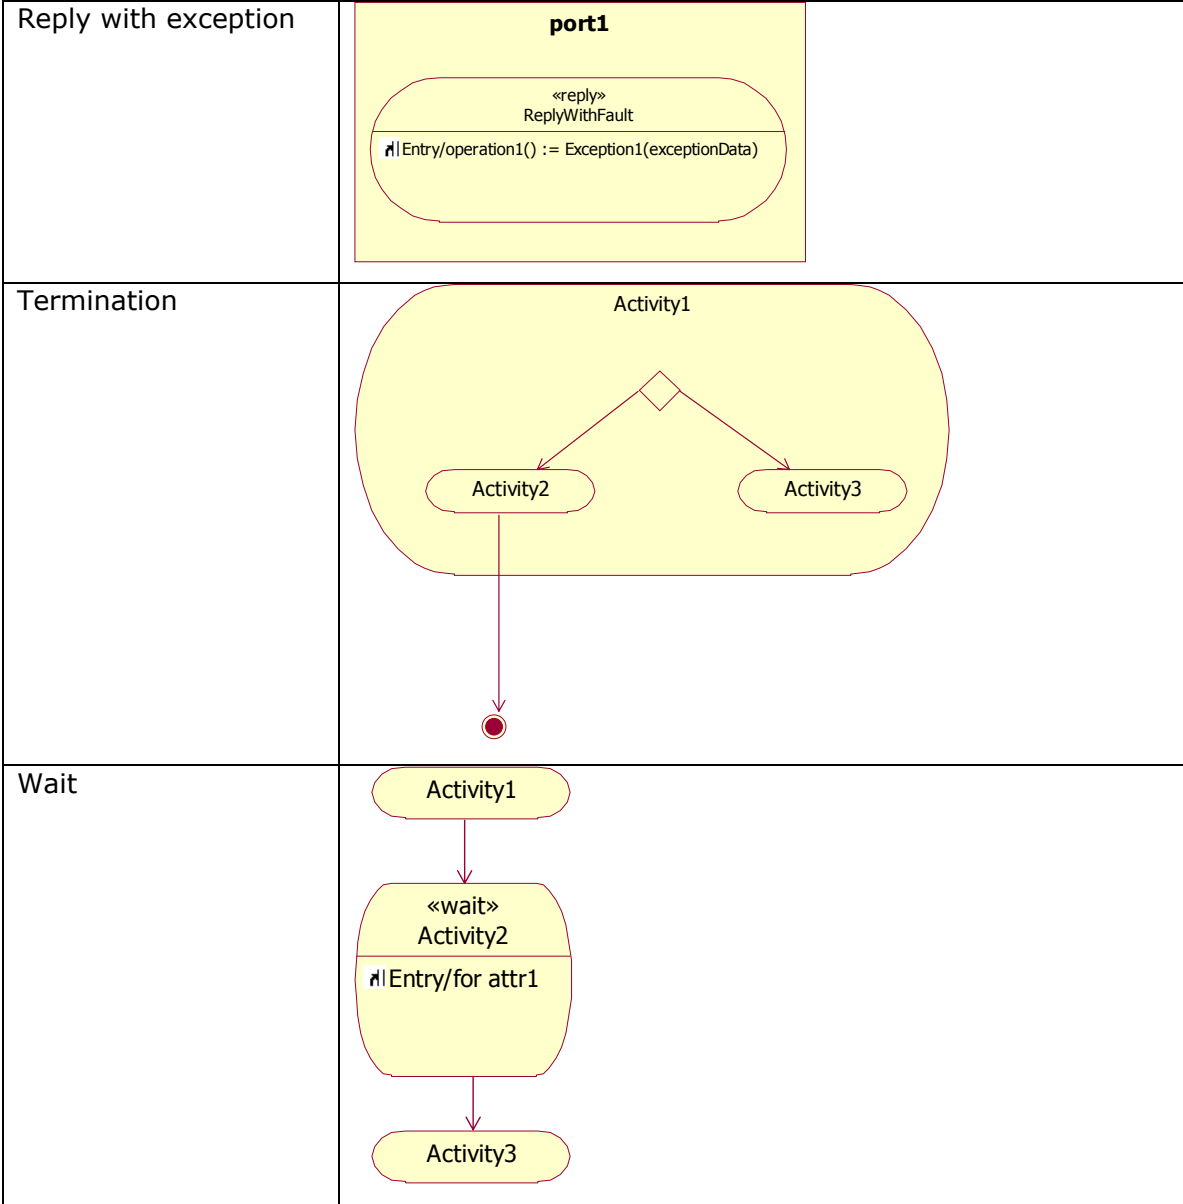 Reply with exception
port1
«reply»
ReplyWithFault
Entry/operation1() := Exception1(exceptionData)
Termination
Activity1
Activity2
Activity3
Wait
Activity1
«wait»
Activity2
Entry/for attr1
Activity3